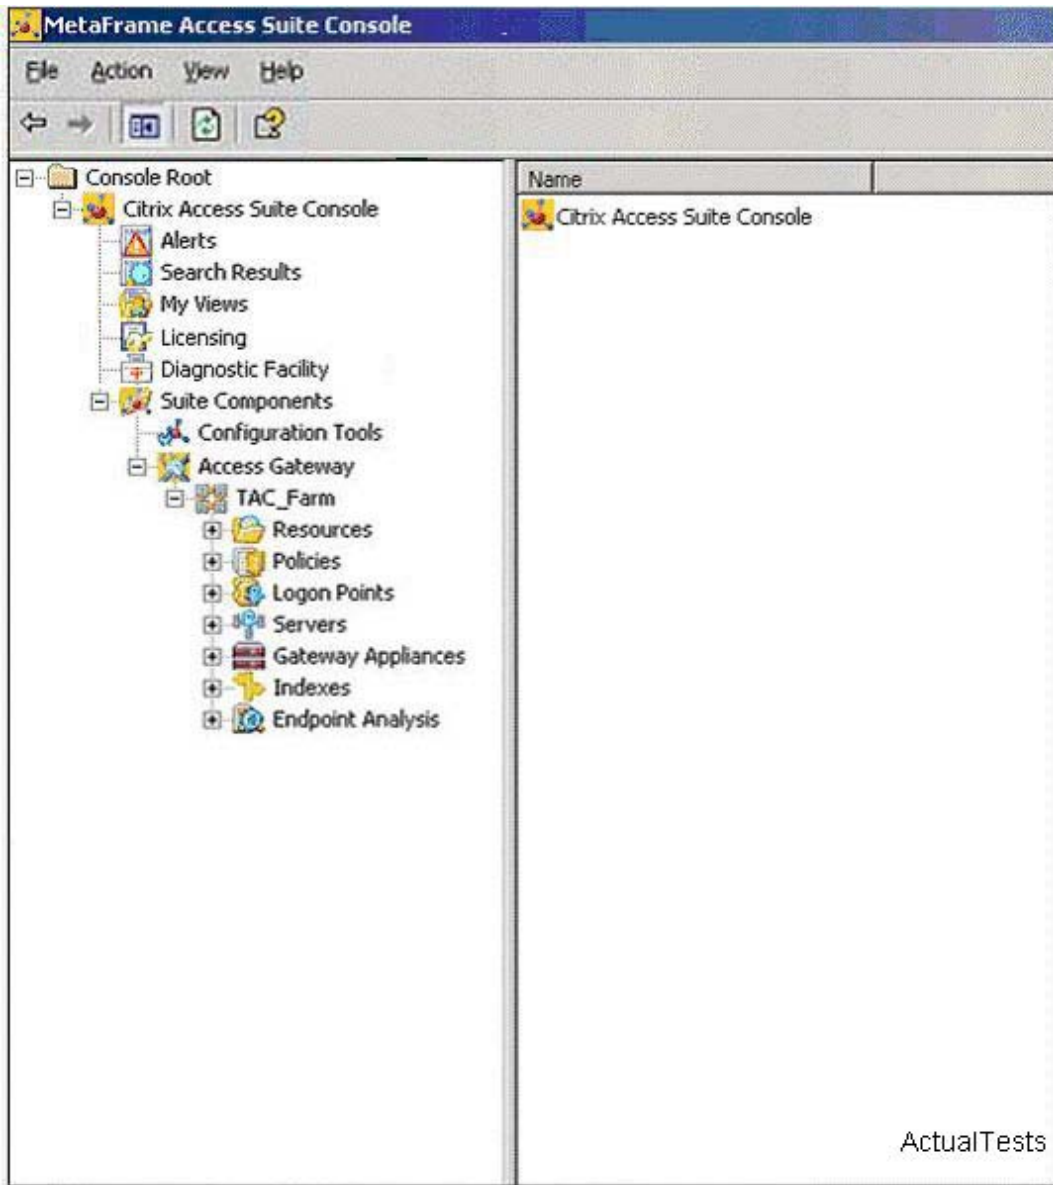 MetaFrame Access Suite Console
File Action View Help
Console Root
Citrix Access Suite Console
Alerts
Search Results
My Views
Licensing
Diagnostic Facility
Suite Components
Configuration Tools
Access Gateway
TAC_Farm
Resources
Policies
Logon Points
Servers
Gateway Appliances
Indexes
Endpoint Analysis
Name
Citrix Access Suite Console
ActualTests